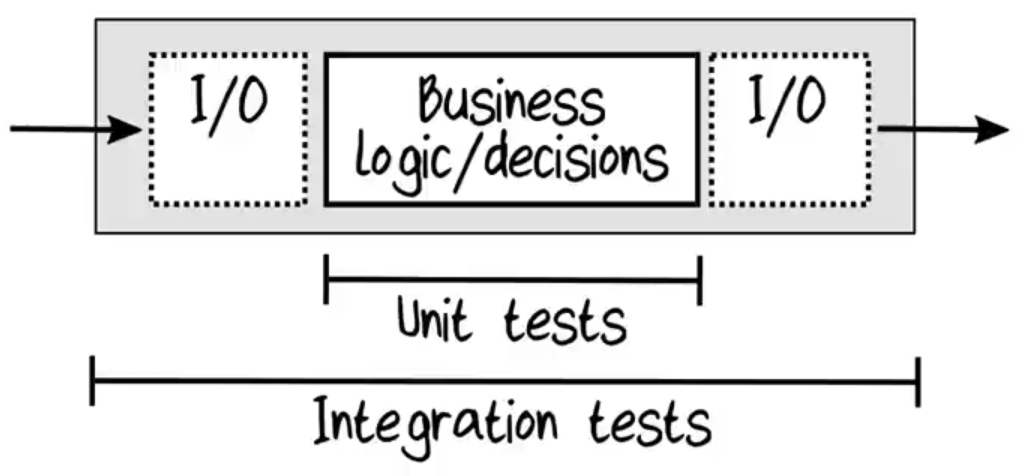 I/O
Business
Logic/decisions
I/O
Unit tests
Integration tests